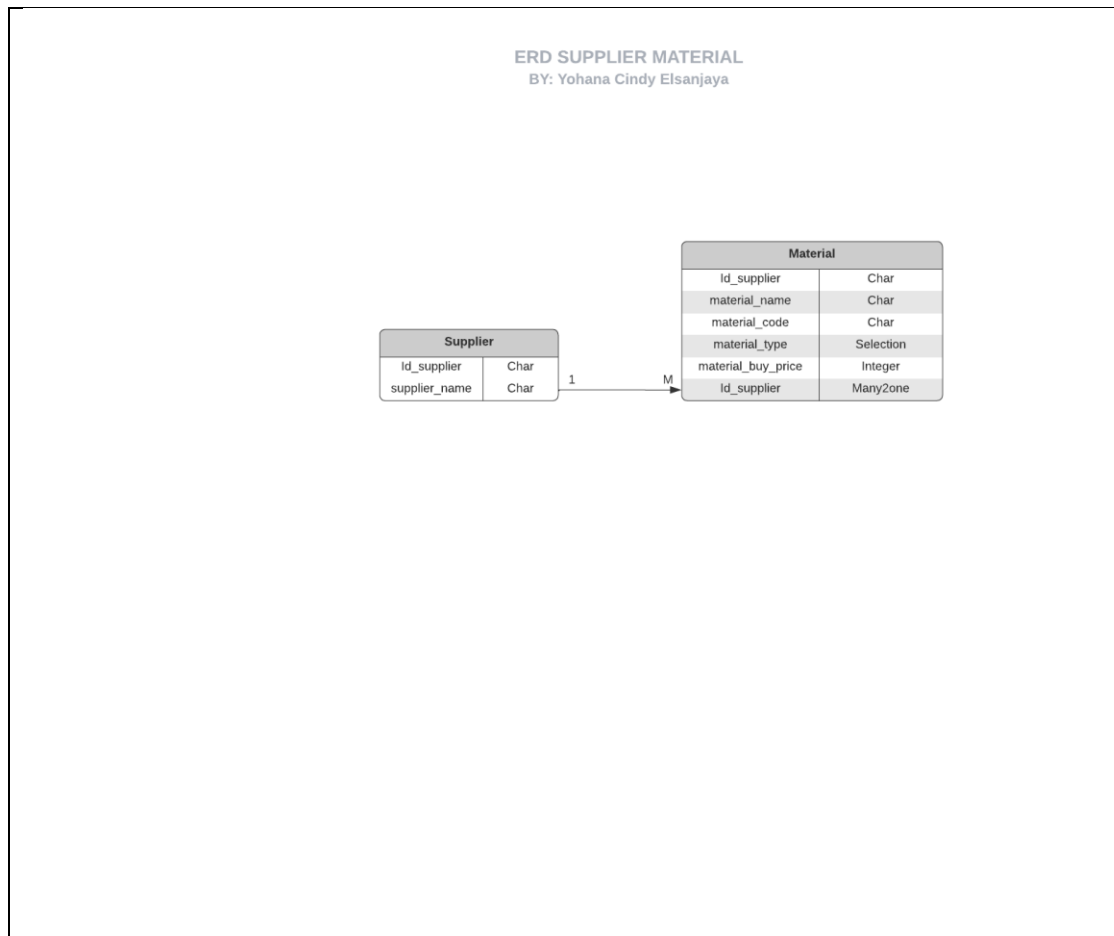 ERD SUPPLIER MATERIAL
BY: Yohana Cindy Elsanjaya
Supplier
Id_supplier Char
supplier_name Char
1 M
Material
Id_supplier Char
material_name Char
material_code Char
material_type Selection
material_buy_price Integer
Id_supplier Many2one